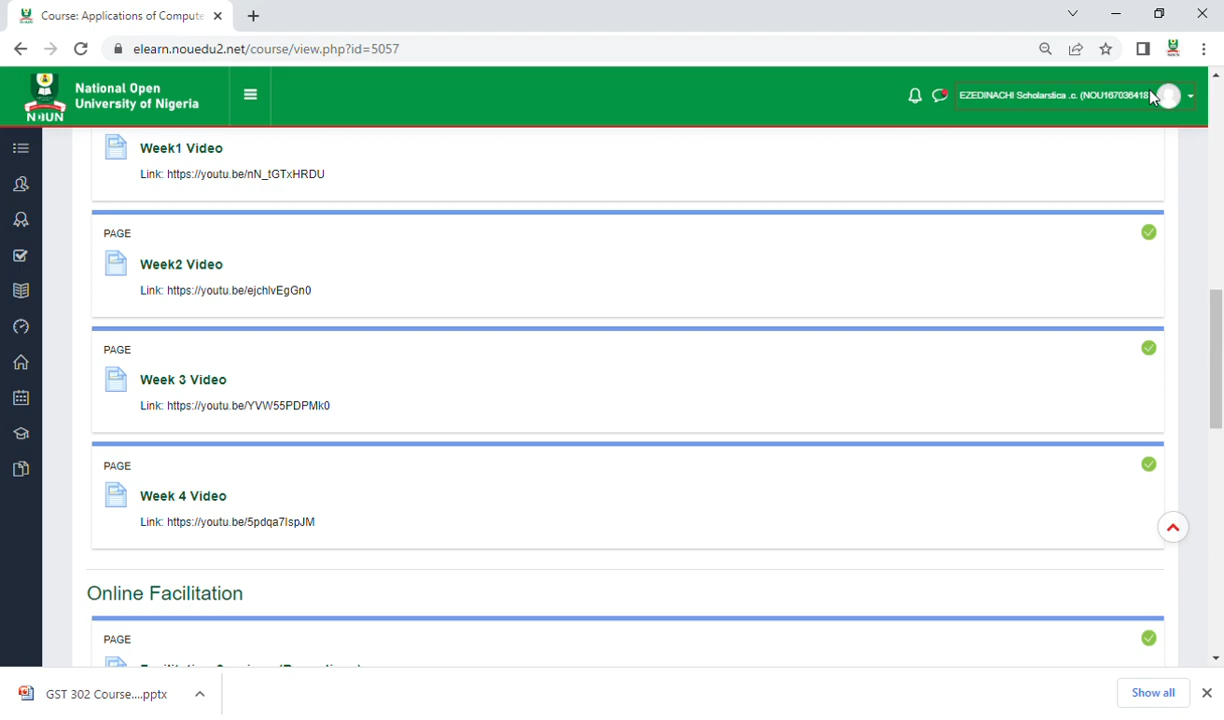 Course: Applications of Compute
elearn.nouedu2.net/course/view.php?id=5057
National Open
University of Nigeria
NOUN
EZEDINACHI Scholarstica .c. (NOU167036418
Week1 Video
Link: https://youtu.be/nN_tGTxHRDU
PAGE
Week2 Video
Link: https://youtu.be/ejchlvEgGn0
PAGE
Week 3 Video
Link: https://youtu.be/YVW55PDPMk0
PAGE
Week 4 Video
Link: https://youtu.be/5pdqa7lspJM
Online Facilitation
PAGE
GST 302 Course....pptx
Show all